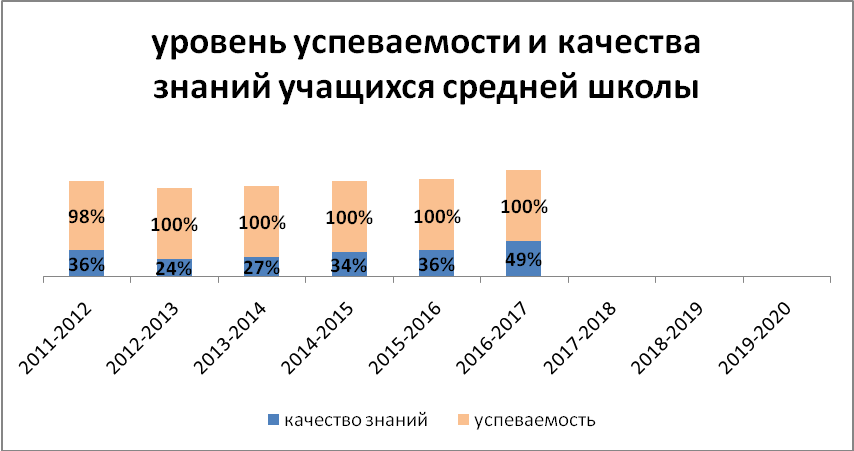 уровень успеваемости и качества
знаний учащихся средней школы
98% 100% 100% 100% 100% 100%
36% 24% 27% 34% 36% 49%
2011-2012 2012-2013 2013-2014 2014-2015 2015-2016 2016-2017 2017-2018 2018-2019 2019-2020
качество знаний успеваемость